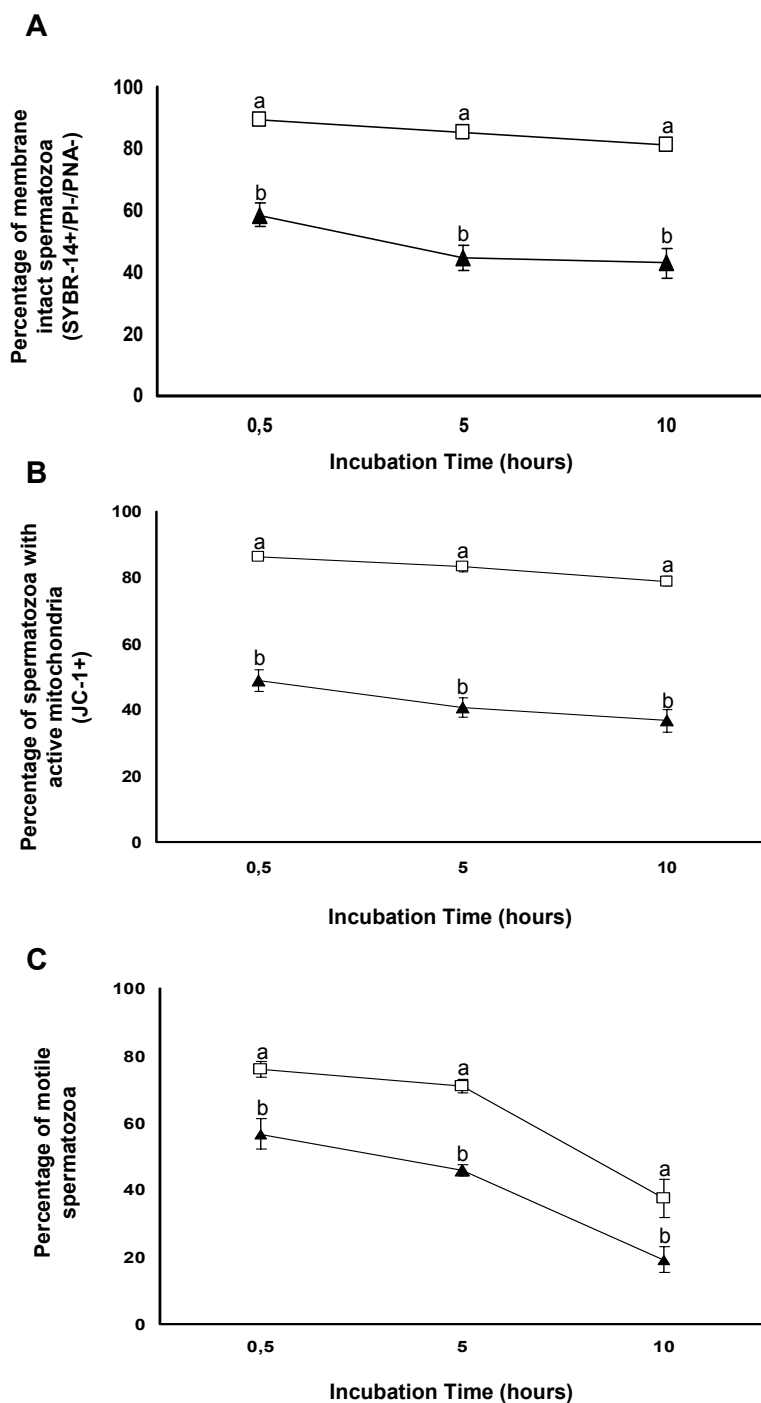 A
Percentage of membrane
intact spermatozoa
(SYBR-14+/PI-/PNA-)
100
80
60
40
20
0
a
a
a
b
b
b
0,5
5
10
Incubation Time (hours)
B
Percentage of spermatozoa with
active mitochondria
(JC-1+)
100
80
60
40
20
0
a
a
a
b
b
b
0,5
5
10
Incubation Time (hours)
C
Percentage of motile
spermatozoa
100
80
60
40
20
0
a
a
a
b
b
b
0,5
5
10
Incubation Time (hours)